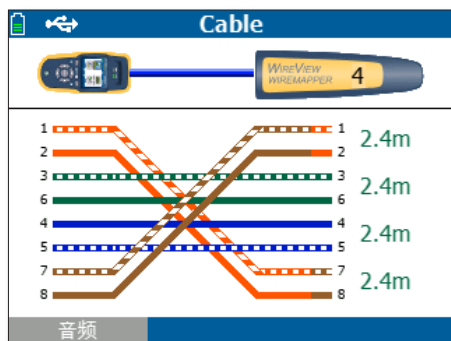 Cable
WIREVIEW
WIREMAPPER 4
1 1 2.4m
2 2
3 3 2.4m
6 6
4 4 2.4m
5 5
7 7 2.4m
8 8
音频